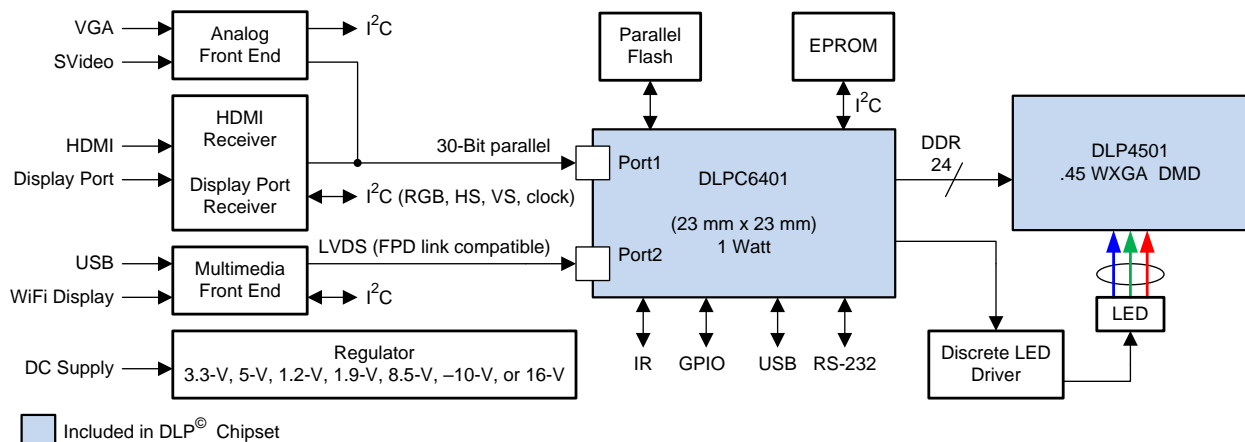 VGA
SVideo
Analog
Front End
I²C
HDMI
Display Port
HDMI
Receiver
Display Port
Receiver
30-Bit parallel
I²C (RGB, HS, VS, clock)
USB
WiFi Display
Multimedia
Front End
LVDS (FPD link compatible)
I²C
DC Supply
Regulator
3.3-V, 5-V, 1.2-V, 1.9-V, 8.5-V, –10-V, or 16-V
Parallel
Flash
EPROM
I²C
Port1
DLPC6401
(23 mm x 23 mm)
1 Watt
Port2
IR
GPIO
USB
RS-232
DDR
24
DLP4501
.45 WXGA DMD
LED
Discrete LED
Driver
Included in DLP© Chipset